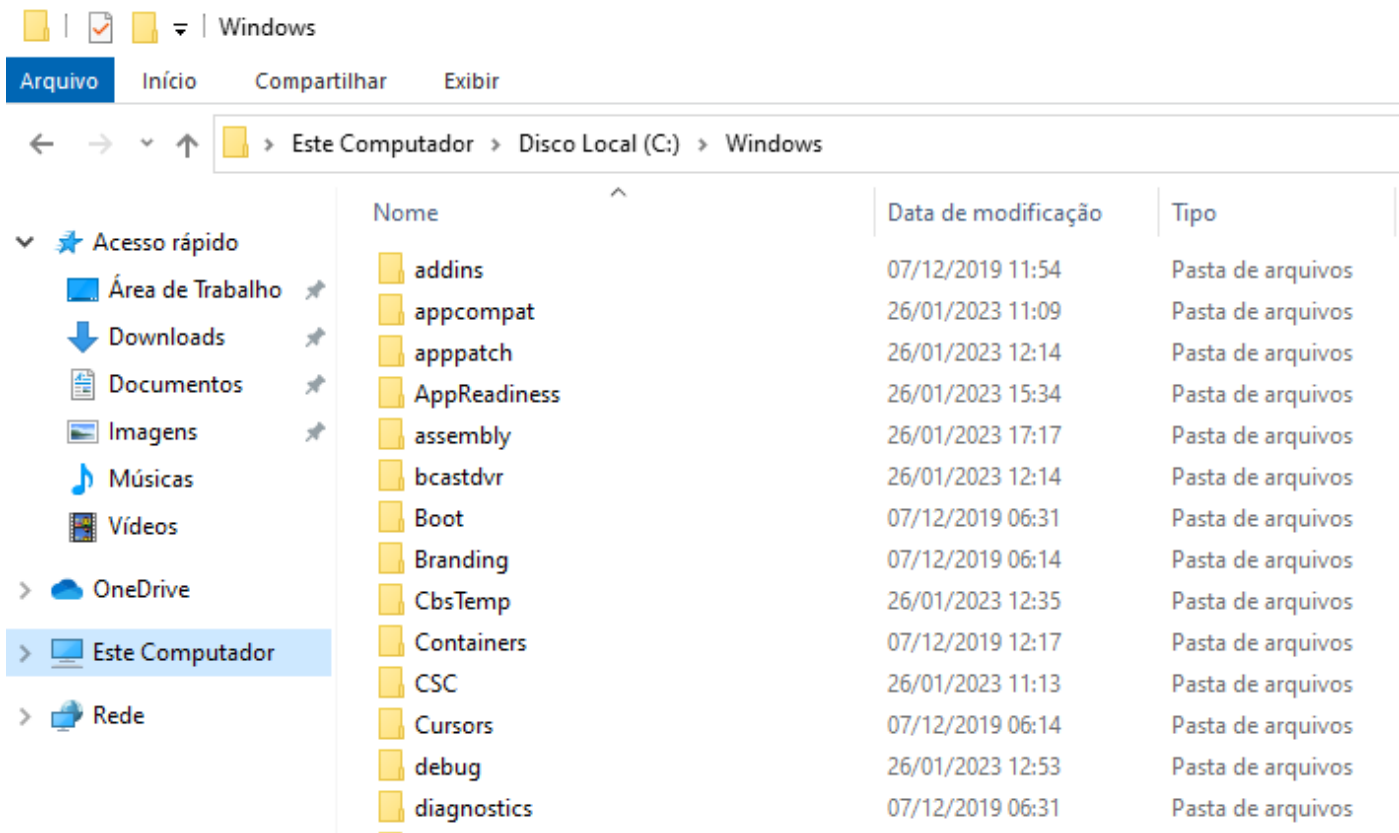 Windows
Arquivo Início Compartilhar Exibir
Este Computador Disco Local (C:) Windows
Nome Data de modificação Tipo
Acesso rápido
Área de Trabalho
Downloads
Documentos
Imagens
Músicas
Vídeos
OneDrive
Este Computador
Rede
addins 07/12/2019 11:54 Pasta de arquivos
appcompat 26/01/2023 11:09 Pasta de arquivos
apppatch 26/01/2023 12:14 Pasta de arquivos
AppReadiness 26/01/2023 15:34 Pasta de arquivos
assembly 26/01/2023 17:17 Pasta de arquivos
bcastdvr 26/01/2023 12:14 Pasta de arquivos
Boot 07/12/2019 06:31 Pasta de arquivos
Branding 07/12/2019 06:14 Pasta de arquivos
CbsTemp 26/01/2023 12:35 Pasta de arquivos
Containers 07/12/2019 12:17 Pasta de arquivos
CSC 26/01/2023 11:13 Pasta de arquivos
Cursors 07/12/2019 06:14 Pasta de arquivos
debug 26/01/2023 12:53 Pasta de arquivos
diagnostics 07/12/2019 06:31 Pasta de arquivos